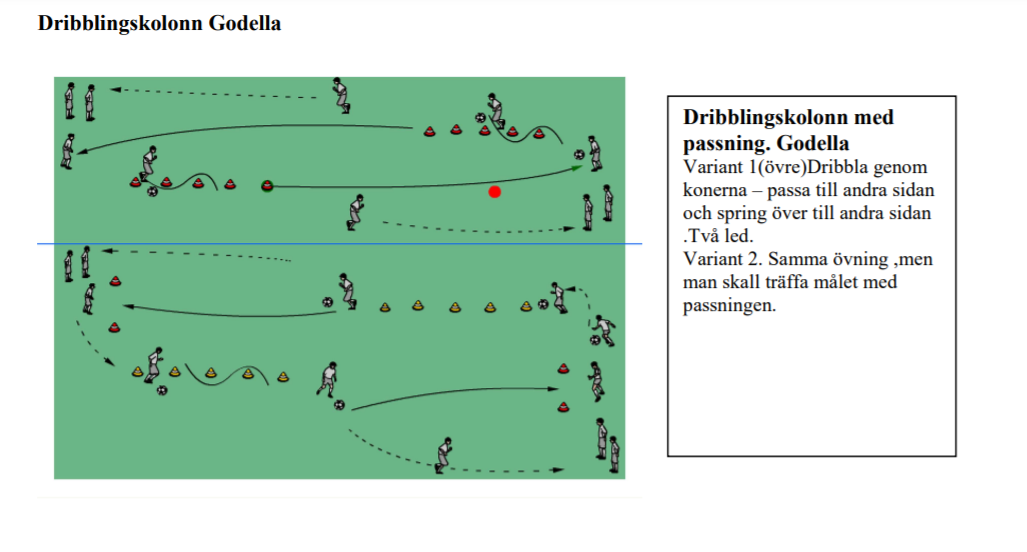 Dribblingskolonn Godella
Dribblingskolonn med
passning. Godella
Variant 1(övre)Dribbla genom
konerna – passa till andra sidan
och spring över till andra sidan
.Två led.
Variant 2. Samma övning ,men
man skall träffa målet med
passningen.